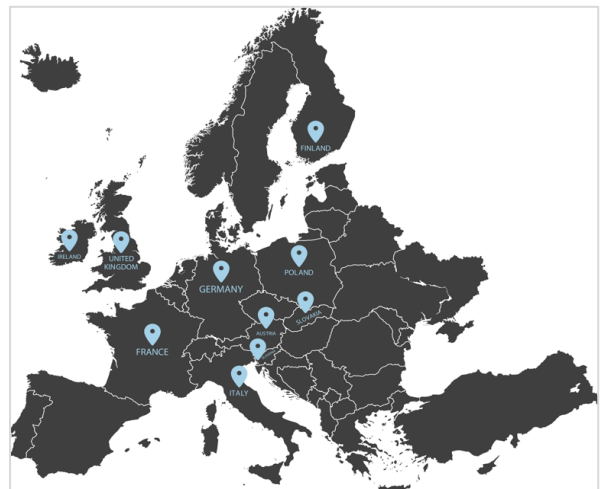 FINLAND
IRELAND
UNITED
KINGDOM
POLAND
GERMANY
SLOVAKIA
AUSTRIA
FRANCE
ITALY